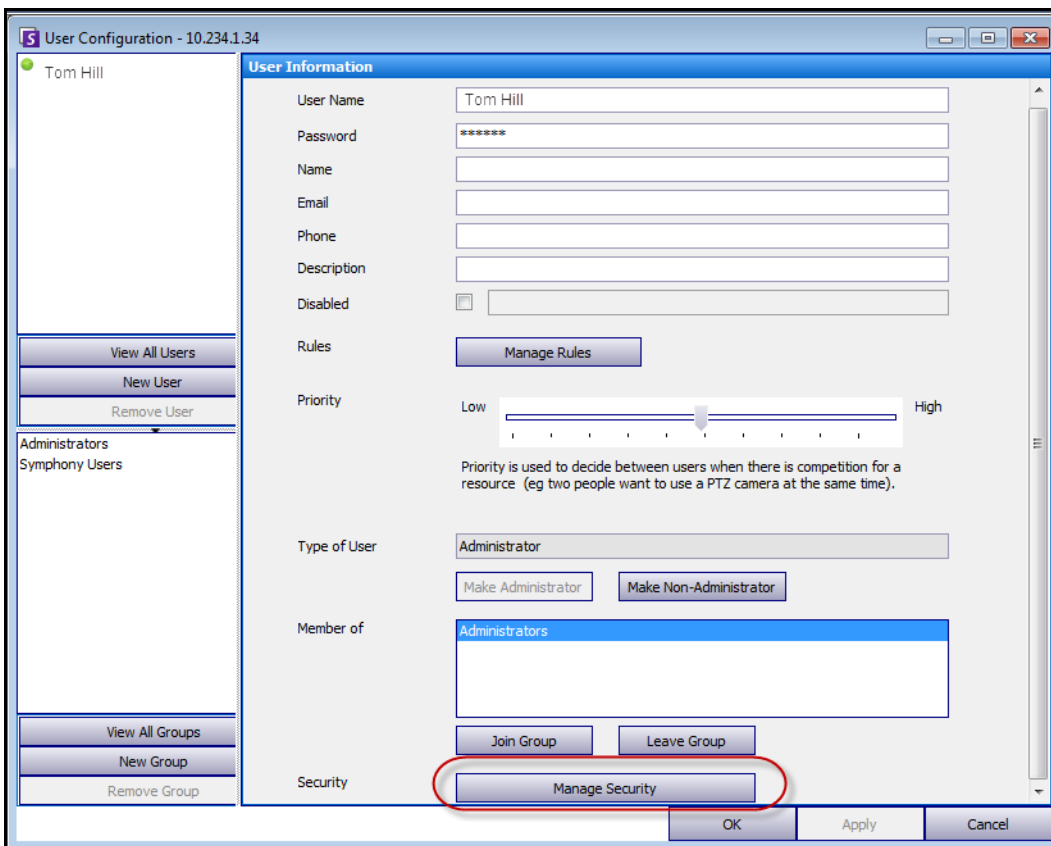 User Configuration - 10.234.1.34
Tom Hill
View All Users
New User
Remove User
Administrators
Symphony Users
View All Groups
New Group
Remove Group
User Information
User Name Tom Hill
Password ******
Name
Email
Phone
Description
Disabled
Rules Manage Rules
Priority Low High
Priority is used to decide between users when there is competition for a
resource (eg two people want to use a PTZ camera at the same time).
Type of User Administrator
Make Administrator Make Non-Administrator
Member of Administrators
Join Group Leave Group
Security Manage Security
OK Apply Cancel